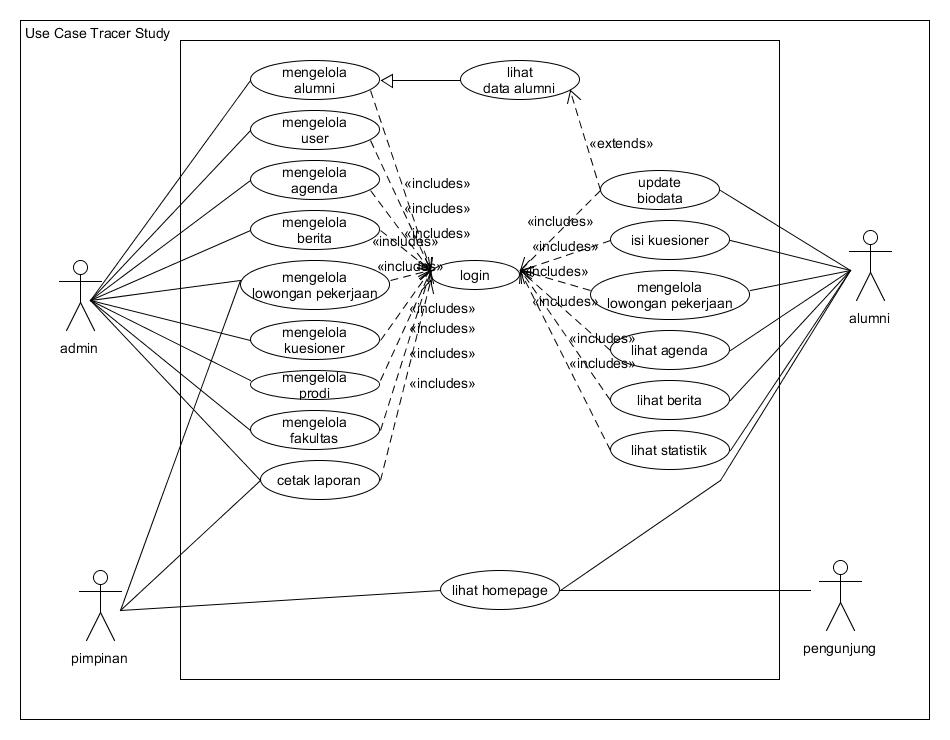 Use Case Tracer Study
mengelola
alumni
lihat
data alumni
mengelola
user
«extends»
mengelola
agenda
«includes»
update
biodata
«includes»
mengelola
berita
«includes»
«includes»
«includes»
isi kuesioner
«includes»
«includes»
mengelola
lowongan pekerjaan
«includes»
login
«includes»
mengelola
lowongan pekerjaan
«includes»
«includes»
admin
alumni
mengelola
kuesioner
«includes»
«includes»
lihat agenda
«includes»
«includes»
mengelola
prodi
«includes»
lihat berita
mengelola
fakultas
lihat statistik
cetak laporan
lihat homepage
pimpinan
pengunjung